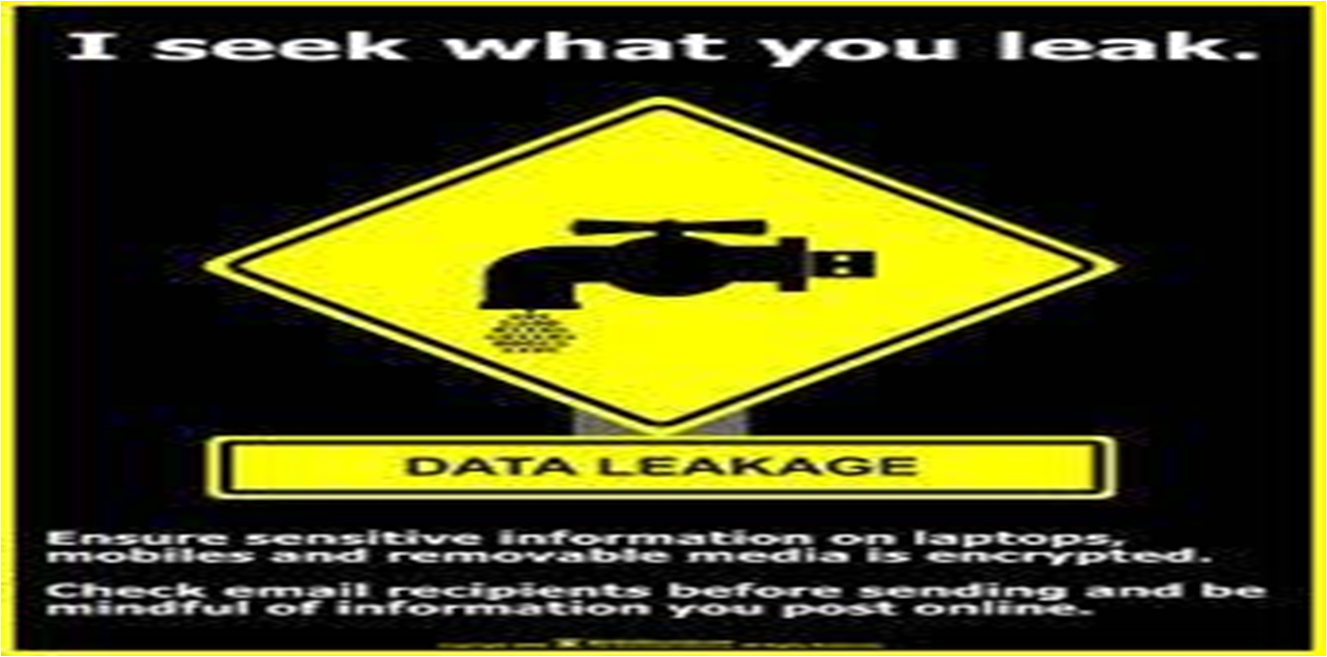 I seek what you leak.
DATA LEAKAGE
Ensure sensitive information on laptops,
mobiles and removable media is encrypted.
Check email recipients before sending and be
mindful of information you post online.